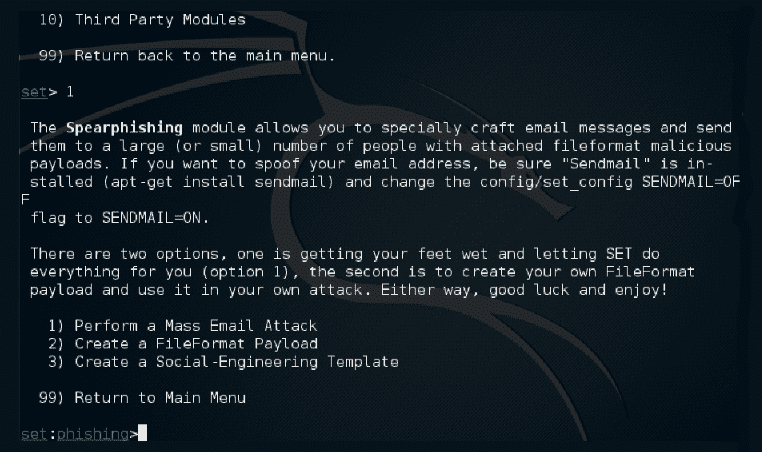 10) Third Party Modules
99) Return back to the main menu.
set> 1
The Spearphishing module allows you to specially craft email messages and send
them to a large (or small) number of people with attached fileformat malicious
payloads. If you want to spoof your email address, be sure "Sendmail" is in-
stalled (apt-get install sendmail) and change the config/set_config SENDMAIL=OF
F
flag to SENDMAIL=ON.
There are two options, one is getting your feet wet and letting SET do
everything for you (option 1), the second is to create your own FileFormat
payload and use it in your own attack. Either way, good luck and enjoy!
1) Perform a Mass Email Attack
2) Create a FileFormat Payload
3) Create a Social-Engineering Template
99) Return to Main Menu
set:phishing>